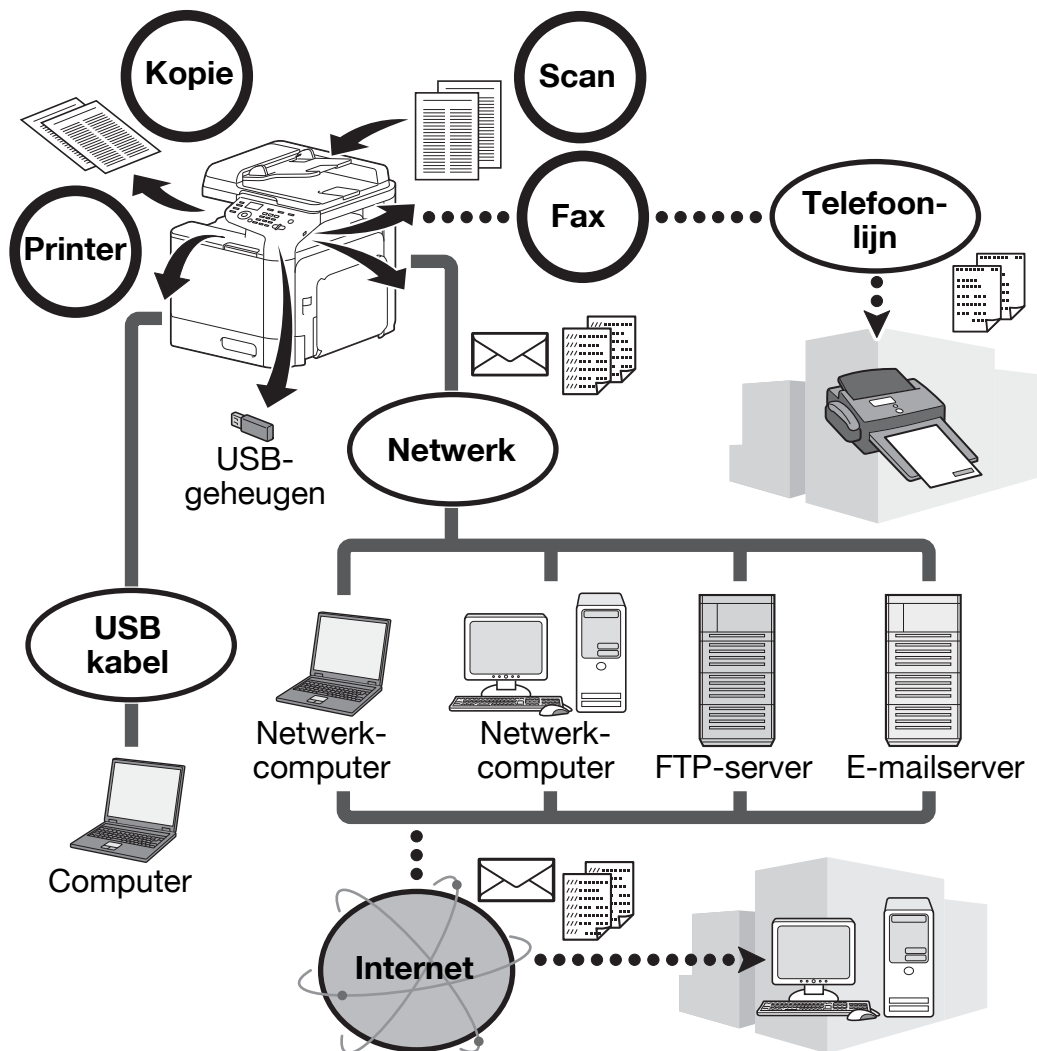 Kopie
Scan
Printer
Fax
Telefoon-
lijn
USB-
geheugen
Netwerk
USB
kabel
Netwerk-
computer
Netwerk-
computer
FTP-server
E-mailserver
Computer
Internet